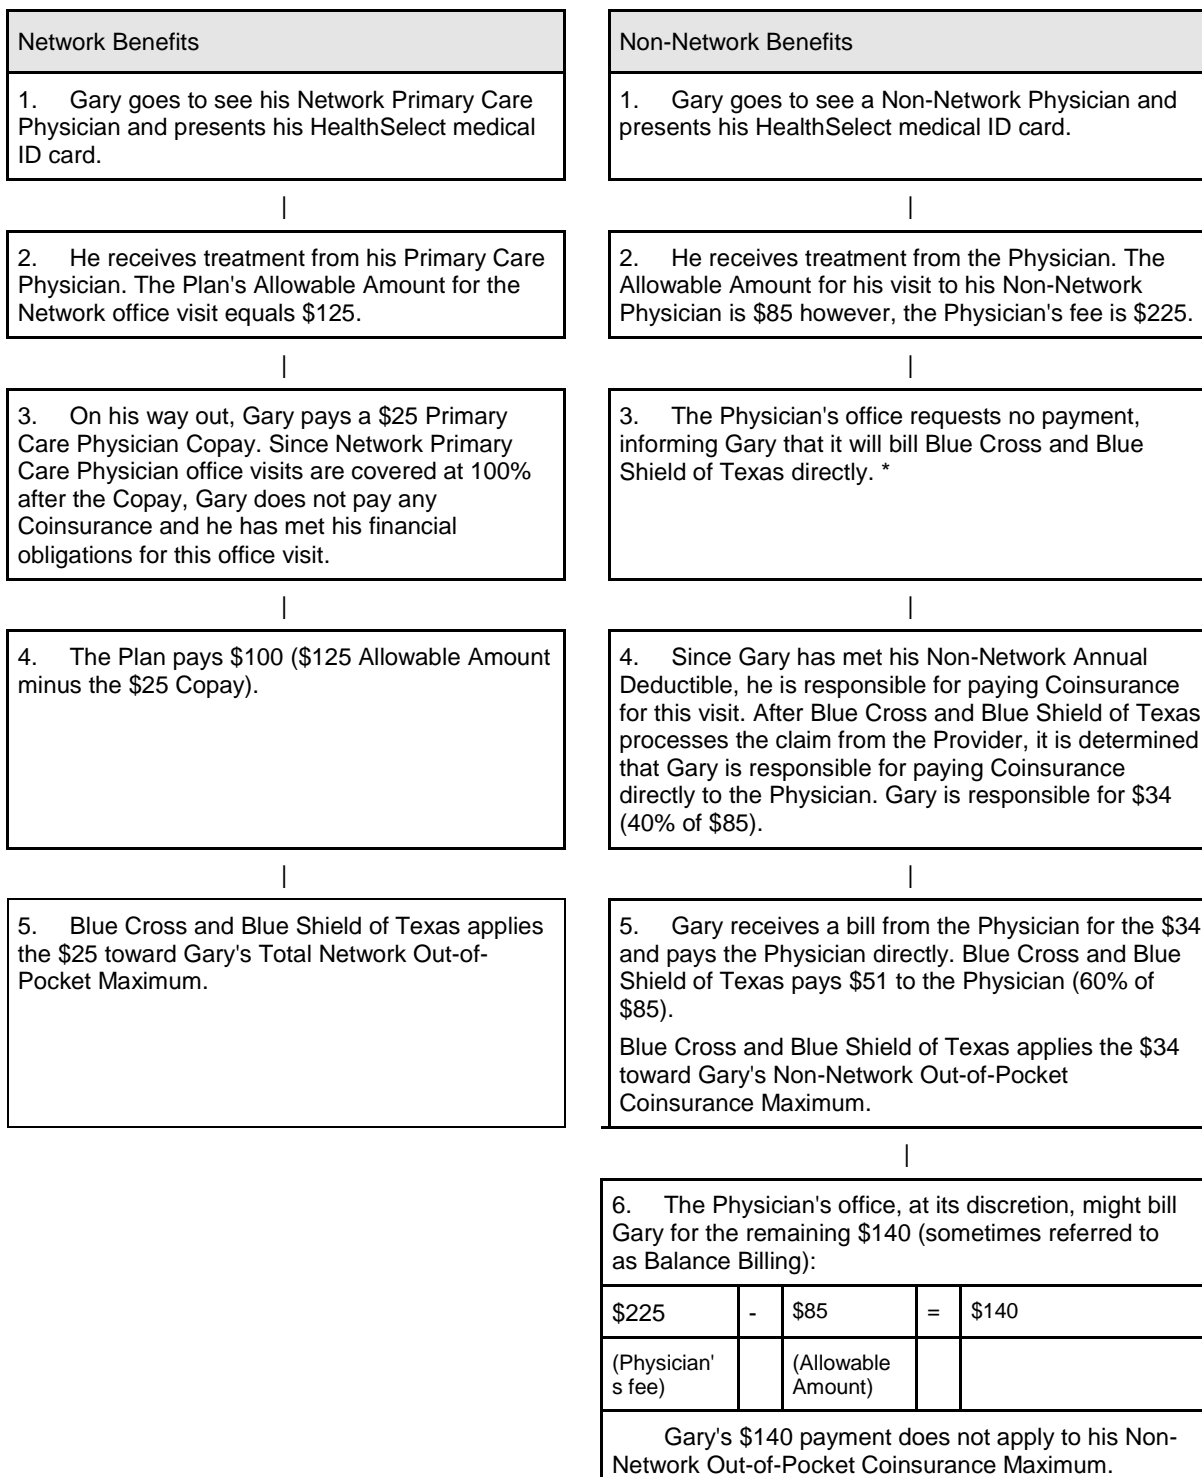 Network Benefits
1. Gary goes to see his Network Primary Care
Physician and presents his HealthSelect medical
ID card.
|
2. He receives treatment from his Primary Care
Physician. The Plan's Allowable Amount for the
Network office visit equals $125.
|
3. On his way out, Gary pays a $25 Primary
Care Physician Copay. Since Network Primary
Care Physician office visits are covered at 100%
after the Copay, Gary does not pay any
Coinsurance and he has met his financial
obligations for this office visit.
|
4. The Plan pays $100 ($125 Allowable Amount
minus the $25 Copay).
|
5. Blue Cross and Blue Shield of Texas applies
the $25 toward Gary's Total Network Out-of-
Pocket Maximum.
Non-Network Benefits
1. Gary goes to see a Non-Network Physician and
presents his HealthSelect medical ID card.
|
2. He receives treatment from the Physician. The
Allowable Amount for his visit to his Non-Network
Physician is $85 however, the Physician's fee is $225.
|
3. The Physician's office requests no payment,
informing Gary that it will bill Blue Cross and Blue
Shield of Texas directly. *
|
4. Since Gary has met his Non-Network Annual
Deductible, he is responsible for paying Coinsurance
for this visit. After Blue Cross and Blue Shield of Texas
processes the claim from the Provider, it is determined
that Gary is responsible for paying Coinsurance
directly to the Physician. Gary is responsible for $34
(40% of $85).
|
5. Gary receives a bill from the Physician for the $34
and pays the Physician directly. Blue Cross and Blue
Shield of Texas pays $51 to the Physician (60% of
$85).
Blue Cross and Blue Shield of Texas applies the $34
toward Gary's Non-Network Out-of-Pocket
Coinsurance Maximum.
|
6. The Physician's office, at its discretion, might bill
Gary for the remaining $140 (sometimes referred to
as Balance Billing):
$225 - $85 = $140
(Physician' (Allowable
s fee) Amount)
Gary's $140 payment does not apply to his Non-
Network Out-of-Pocket Coinsurance Maximum.